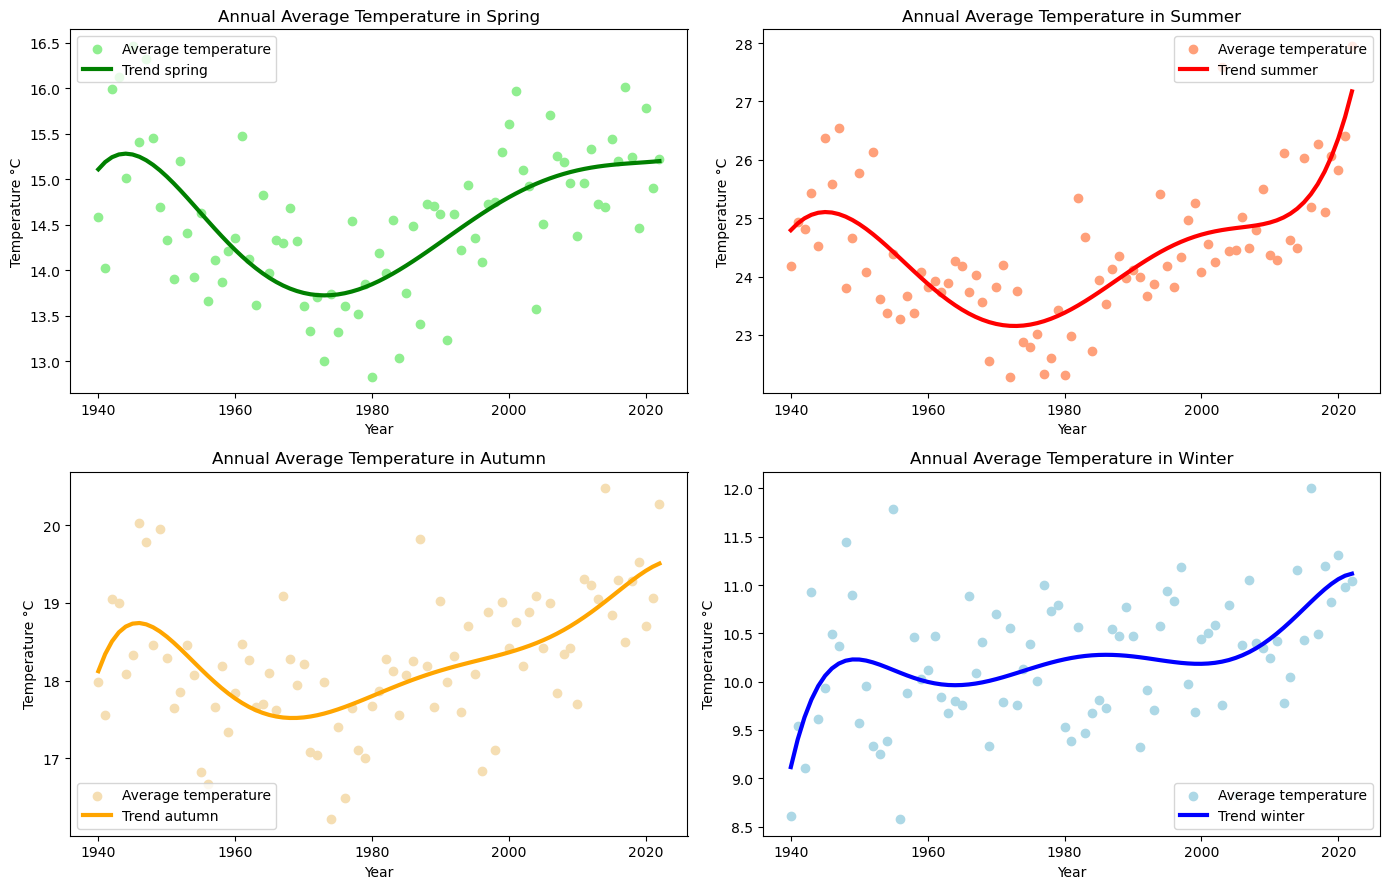 Annual Average Temperature in Spring
16.5
16.0
15.5
15.0
14.5
14.0
13.5
13.0
Temperature °C
Average temperature
Trend spring
1940 1960 1980 2000 2020
Year
Annual Average Temperature in Summer
28
27
26
25
24
23
Temperature °C
Average temperature
Trend summer
1940 1960 1980 2000 2020
Year
Annual Average Temperature in Autumn
20
19
18
17
Temperature °C
Average temperature
Trend autumn
1940 1960 1980 2000 2020
Year
Annual Average Temperature in Winter
12.0
11.5
11.0
10.5
10.0
9.5
9.0
8.5
Temperature °C
Average temperature
Trend winter
1940 1960 1980 2000 2020
Year